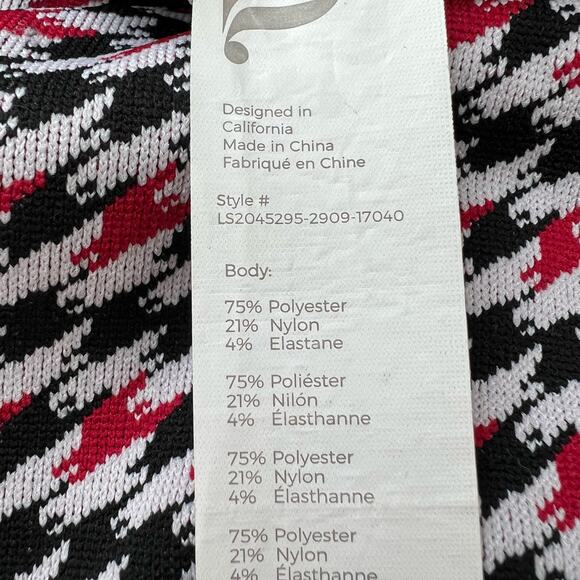 Designed in
California
Made in China
Fabriqué en Chine
Style #
LS2045295-2909-17040
Body:
75% Polyester
21% Nylon
4% Elastane
75% Poliéster
21% Nilón
4% Élasthanne
75% Polyester
21% Nylon
4% Élasthanne
75% Polyester
21% Nylon
4% Élasthann